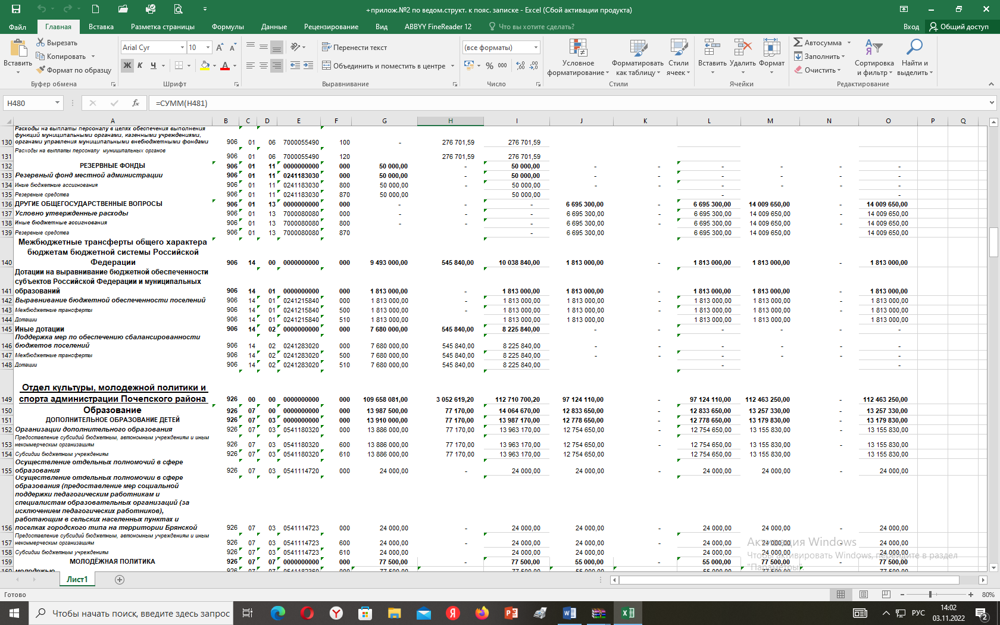 +прилож.№2 по ведом.структ. к пояс. записке - Excel (Сбой активации продукта)
Файл Главная Вставка Разметка страницы Формулы Данные Рецензирование Вид ABBYY FineReader 12 Что вы хотите сделать? Вход Общий доступ
Вставить
Вырезать
Копировать
Формат по образцу
Буфер обмена
Arial Cyr 10
Ж К Ч
Шрифт
Перенести текст
Объединить и поместить в центре
Выравнивание
(все форматы)
% 000
Число
Условное форматирование
Форматировать как таблицу
Стили ячеек
Стили
Вставить Удалить Формат
Ячейки
Автосумма
Заполнить
Очистить
Сортировка и фильтр
Найти и выделить
Редактирование
H480 fx =СУММ(H481)
A B C D E F G H I J K L M N O P Q
Расходы на выплаты персоналу в целях обеспечения выполнения
функций муниципальными органами, казенными учреждениями,
130 органами управления муниципальными внебюджетными фондами 906 01 06 7000055490 100 - 276 701,59 276 701,59
Расходы на выплаты персоналу муниципальных органов
131 906 01 06 7000055490 120 276 701,59 276 701,59
132 РЕЗЕРВНЫЕ ФОНДЫ 906 01 11 0000000000 000 50 000,00 - 50 000,00 - - - - - -
133 Резервный фонд местной администрации 906 01 11 0241183030 000 50 000,00 - 50 000,00 - - - - - -
134 Иные бюджетные ассигнования 906 01 11 0241183030 800 50 000,00 - 50 000,00 - - - - - -
135 Резервные средства 906 01 11 0241183030 870 50 000,00 50 000,00 - -
136 ДРУГИЕ ОБЩЕГОСУДАРСТВЕННЫЕ ВОПРОСЫ 906 01 13 0000000000 000 - - - 6 695 300,00 - 6 695 300,00 14 009 650,00 - 14 009 650,00
137 Условно утвержденные расходы 906 01 13 7000080080 000 - - - 6 695 300,00 - 6 695 300,00 14 009 650,00 - 14 009 650,00
138 Иные бюджетные ассигнования 906 01 13 7000080080 800 - - - 6 695 300,00 - 6 695 300,00 14 009 650,00 - 14 009 650,00
139 Резервные средства 906 01 13 7000080080 870 - 6 695 300,00 6 695 300,00 14 009 650,00 14 009 650,00
Межбюджетные трансферты общего характера
бюджетам бюджетной системы Российской
140 Федерации 906 14 00 0000000000 000 9 493 000,00 545 840,00 10 038 840,00 1 813 000,00 - 1 813 000,00 1 813 000,00 - 1 813 000,00
Дотации на выравнивание бюджетной обеспеченности
субъектов Российской Федерации и муниципальных
141 образований 906 14 01 0000000000 000 1 813 000,00 - 1 813 000,00 1 813 000,00 - 1 813 000,00 1 813 000,00 - 1 813 000,00
142 Выравнивание бюджетной обеспеченности поселений 906 14 01 0241215840 000 1 813 000,00 - 1 813 000,00 1 813 000,00 - 1 813 000,00 1 813 000,00 - 1 813 000,00
143 Межбюджетные трансферты 906 14 01 0241215840 500 1 813 000,00 - 1 813 000,00 1 813 000,00 - 1 813 000,00 1 813 000,00 - 1 813 000,00
144 Дотации 906 14 01 0241215840 510 1 813 000,00 1 813 000,00 1 813 000,00 1 813 000,00 1 813 000,00 1 813 000,00
145 Иные дотации 906 14 02 0000000000 000 7 680 000,00 545 840,00 8 225 840,00 - - - - - -
Поддержка мер по обеспечению сбалансированности
146 бюджетов поселений 906 14 02 0241283020 000 7 680 000,00 545 840,00 8 225 840,00 - - - - - -
147 Межбюджетные трансферты 906 14 02 0241283020 500 7 680 000,00 545 840,00 8 225 840,00 - - - - - -
148 Дотации 906 14 02 0241283020 510 7 680 000,00 545 840,00 8 225 840,00 - -
Отдел культуры, молодежной политики и
149 спорта администрации Почепского района 926 00 00 0000000000 000 109 658 081,00 3 052 619,20 112 710 700,20 97 124 110,00 - 97 124 110,00 112 463 250,00 - 112 463 250,00
150 Образование 926 07 00 0000000000 000 13 987 500,00 77 170,00 14 064 670,00 12 833 650,00 - 12 833 650,00 13 257 330,00 - 13 257 330,00
151 ДОПОЛНИТЕЛЬНОЕ ОБРАЗОВАНИЕ ДЕТЕЙ 926 07 03 0000000000 000 13 910 000,00 77 170,00 13 987 170,00 12 778 650,00 - 12 778 650,00 13 179 830,00 - 13 179 830,00
152 Организации дополнительного образования 926 07 03 0541180320 000 13 886 000,00 77 170,00 13 963 170,00 12 754 650,00 - 12 754 650,00 13 155 830,00 - 13 155 830,00
Предоставление субсидий бюджетным, автономным учреждениям и иным
153 некоммерческим организациям 926 07 03 0541180320 600 13 886 000,00 77 170,00 13 963 170,00 12 754 650,00 - 12 754 650,00 13 155 830,00 - 13 155 830,00
154 Субсидии бюджетным учреждениям 926 07 03 0541180320 610 13 886 000,00 77 170,00 13 963 170,00 12 754 650,00 12 754 650,00 13 155 830,00 13 155 830,00
Осуществление отдельных полномочий в сфере
155 образования 926 07 03 0541114720 000 24 000,00 - 24 000,00 24 000,00 - 24 000,00 24 000,00 - 24 000,00
Осуществление отдельных полномочий в сфере
образования (предоставление мер социальной
поддержки педагогическим работникам и
специалистам образовательных организаций (за
исключением педагогических работников),
работающим в сельских населенных пунктах и
156 поселках городского типа на территории Брянской 926 07 03 0541114723 000 24 000,00 - 24 000,00 24 000,00 - 24 000,00 24 000,00 - 24 000,00
Предоставление субсидий бюджетным, автономным учреждениям и иным
157 некоммерческим организациям 926 07 03 0541114723 600 24 000,00 - 24 000,00 24 000,00 - 24 000,00 24 000,00 - 24 000,00
158 Субсидии бюджетным учреждениям 926 07 03 0541114723 610 24 000,00 24 000,00 24 000,00 24 000,00 24 000,00 24 000,00
159 МОЛОДЁЖНАЯ ПОЛИТИКА 926 07 07 0000000000 000 77 500,00 - 77 500,00 55 000,00 - 55 000,00 77 500,00 - 77 500,00
Активация Windows
Чтобы активировать Windows, перейдите в раздел
"Параметры".
Лист1
Готово 80%
Чтобы начать поиск, введите здесь запрос
РУС
14:02
03.11.2022
2